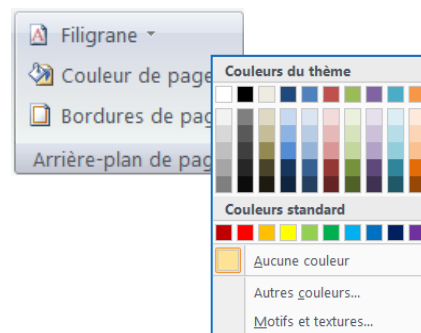 Filigrane
Couleur de page
Bordures de pag
Arrière-plan de pag
Couleurs du thème
Couleurs standard
Aucune couleur
Autres couleurs...
Motifs et textures...